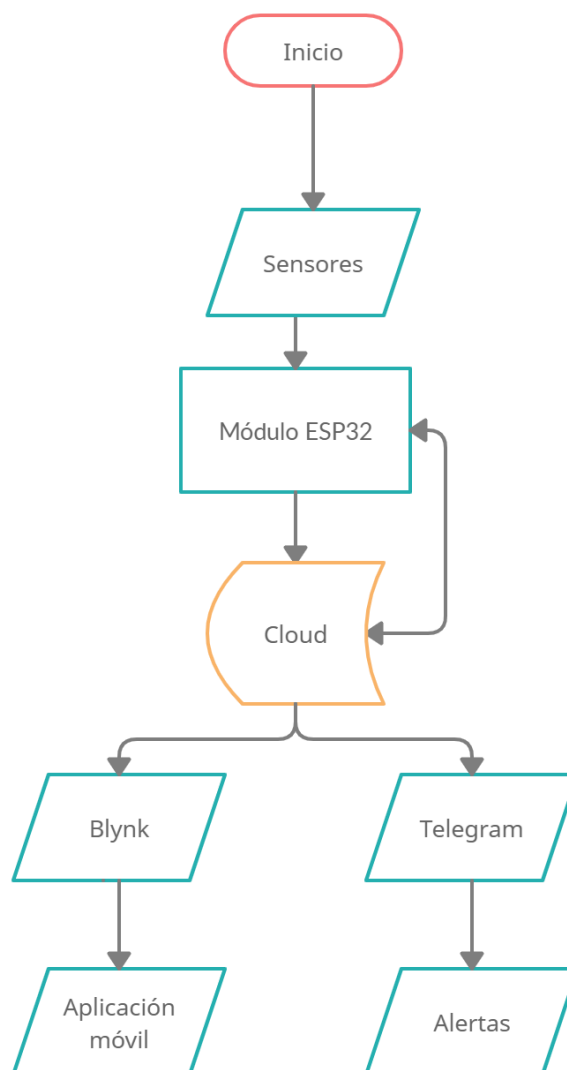 Inicio
Sensores
Módulo ESP32
Cloud
Blynk
Telegram
Aplicación
móvil
Alertas